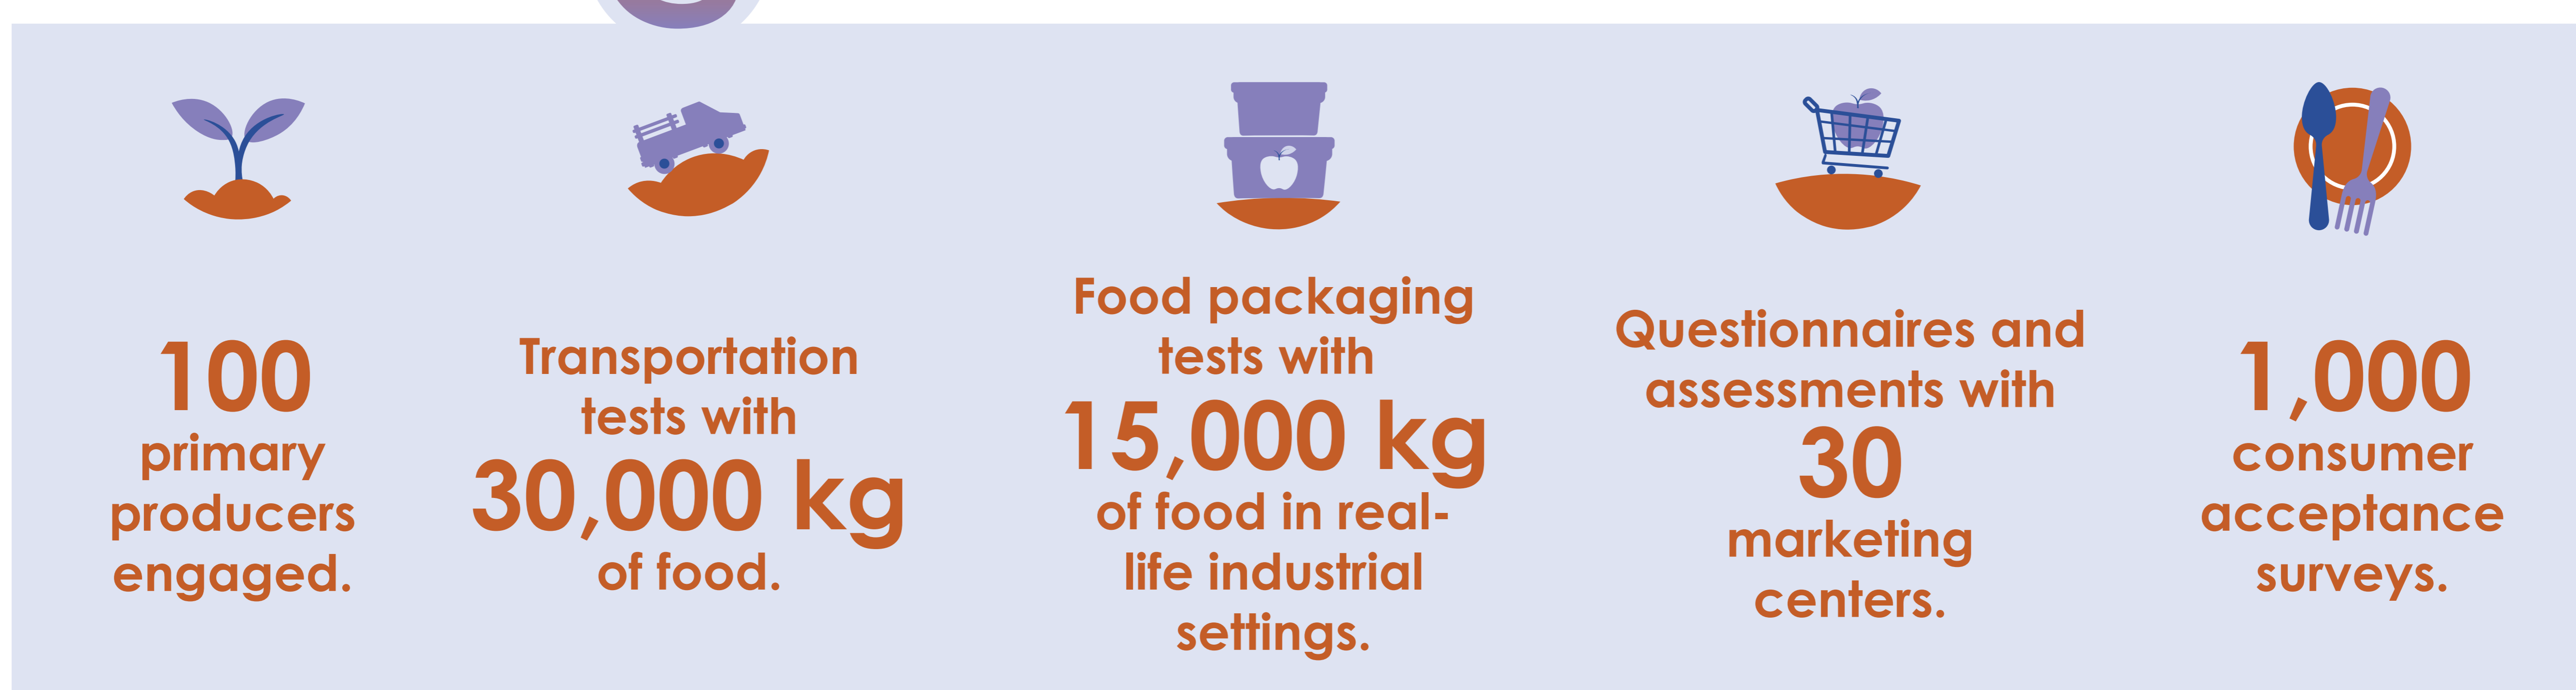 100
primary
producers
engaged.
Transportation
tests with
30,000 kg
of food.
Food packaging
tests with
15,000 kg
of food in real-
life industrial
settings.
Questionnaires and
assessments with
30
marketing
centers.
1,000
consumer
acceptance
surveys.